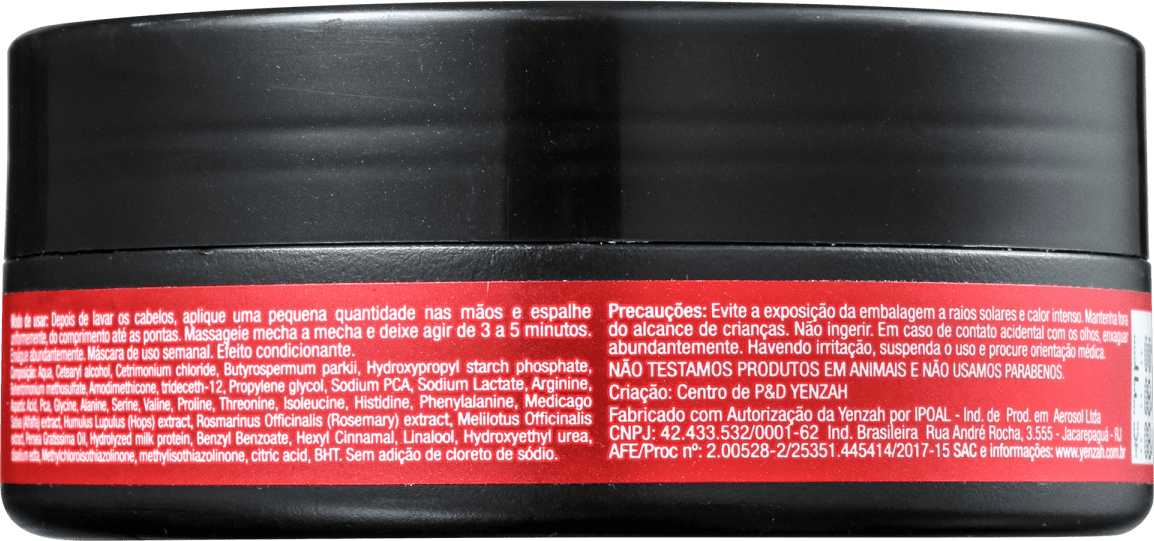 Modo de usar: Depois de lavar os cabelos, aplique uma pequena quantidade nas mãos e espalhe
uniformemente, do comprimento até as pontas. Massageie mecha a mecha e deixe agir de 3 a 5 minutos.
Enxague abundantemente. Máscara de uso semanal. Efeito condicionante.
Composição: Aqua, Cetearyl alcohol, Cetrimonium chloride, Butyrospermum parkii, Hydroxypropyl starch phosphate,
methosulfate, Amodimethicone, trideceth-12, Propylene glycol, Sodium PCA, Sodium Lactate, Arginine,
Aspartic Acid, Pca, Glycine, Alanine, Serine, Valine, Proline, Threonine, Isoleucine, Histidine, Phenylalanine, Medicago
Sativa (Alfalfa) extract, Humulus Lupulus (Hops) extract, Rosmarinus Officinalis (Rosemary) extract, Melilotus Officinalis
extract, Persea Gratissima Oil, Hydrolyzed milk protein, Benzyl Benzoate, Hexyl Cinnamal, Linalool, Hydroxyethyl urea,
disodium edta, Methylchloroisothiazolinone, methylisothiazolinone, citric acid, BHT. Sem adição de cloreto de sódio.
Precauções: Evite a exposição da embalagem a raios solares e calor intenso. Mantenha fora
do alcance de crianças. Não ingerir. Em caso de contato acidental com os olhos, enxaguar
abundantemente. Havendo irritação, suspenda o uso e procure orientação médica.
NÃO TESTAMOS PRODUTOS EM ANIMAIS E NÃO USAMOS PARABENOS.
Criação: Centro de P&D YENZAH
Fabricado com Autorização da Yenzah por IPOAL - Ind. de Prod. em Aerosol Ltda
CNPJ: 42.433.532/0001-62 Ind. Brasileira Rua André Rocha, 3.555 - Jacarepaguá - RJ
AFE/Proc nº: 2.00528-2/25351.445414/2017-15 SAC e informações: www.yenzah.com.br